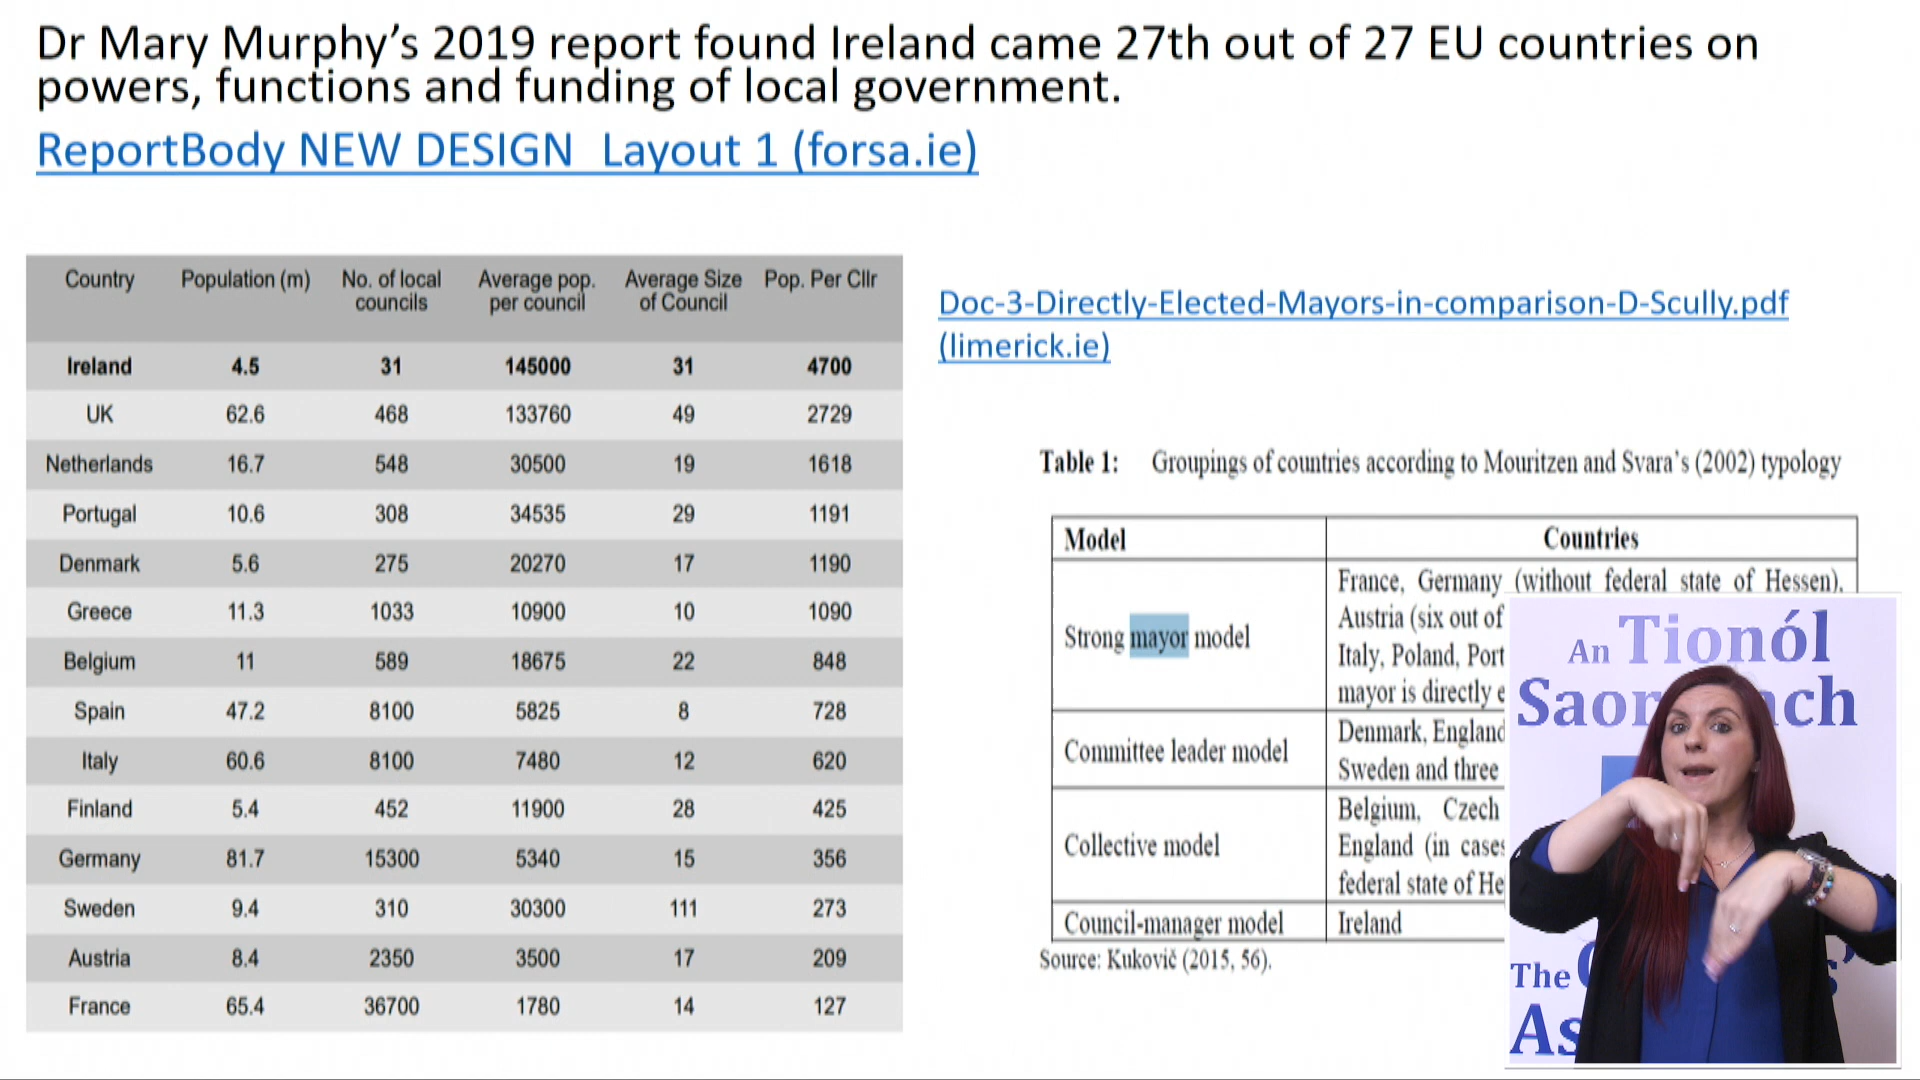 Dr Mary Murphy’s 2019 report found Ireland came 27th out of 27 EU countries on
powers, functions and funding of local government.
ReportBody NEW DESIGN_Layout 1 (forsa.ie)
Country Population (m) No. of local councils Average pop. per council Average Size of Council Pop. Per Cllr
Ireland 4.5 31 145000 31 4700
UK 62.6 468 133760 49 2729
Netherlands 16.7 548 30500 19 1618
Portugal 10.6 308 34535 29 1191
Denmark 5.6 275 20270 17 1190
Greece 11.3 1033 10900 10 1090
Belgium 11 589 18675 22 848
Spain 47.2 8100 5825 8 728
Italy 60.6 8100 7480 12 620
Finland 5.4 452 11900 28 425
Germany 81.7 15300 5340 15 356
Sweden 9.4 310 30300 111 273
Austria 8.4 2350 3500 17 209
France 65.4 36700 1780 14 127
Doc-3-Directly-Elected-Mayors-in-comparison-D-Scully.pdf
(limerick.ie)
Table 1: Groupings of countries according to Mouritzen and Svara’s (2002) typology
Model Countries
Strong mayor model
France, Germany (without federal state of Hessen),
Austria (six out of
Italy, Poland, Port
mayor is directly e
Committee leader model
Denmark, England
Sweden and three
Collective model
Belgium, Czech
England (in cases
federal state of He
Council-manager model Ireland
Source: Kukovič (2015, 56).
An Tionól
Saor ach
The
As